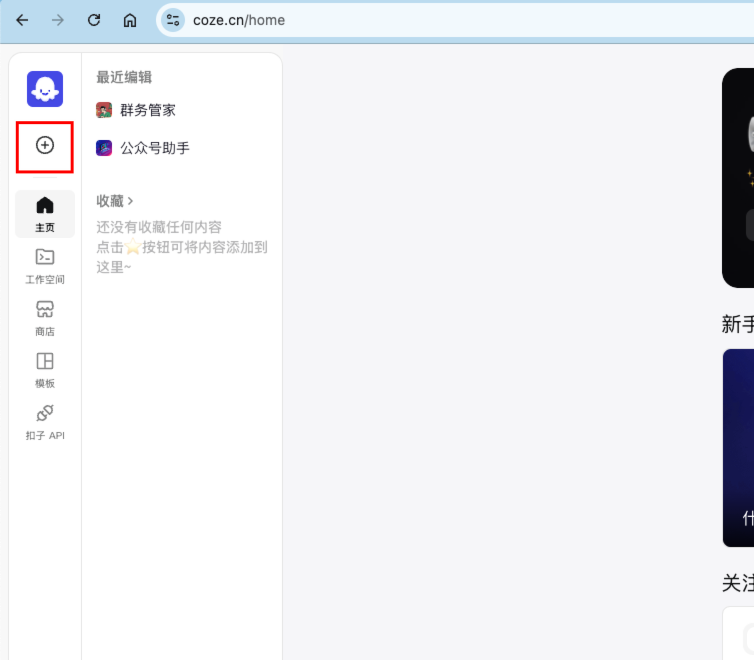 coze.cn/home
最近编辑
群务管家
公众号助手
收藏
还没有收藏任何内容
点击⭐按钮可将内容添加到
这里~
主页
工作空间
商店
模板
扣子 API
新手
什
关注